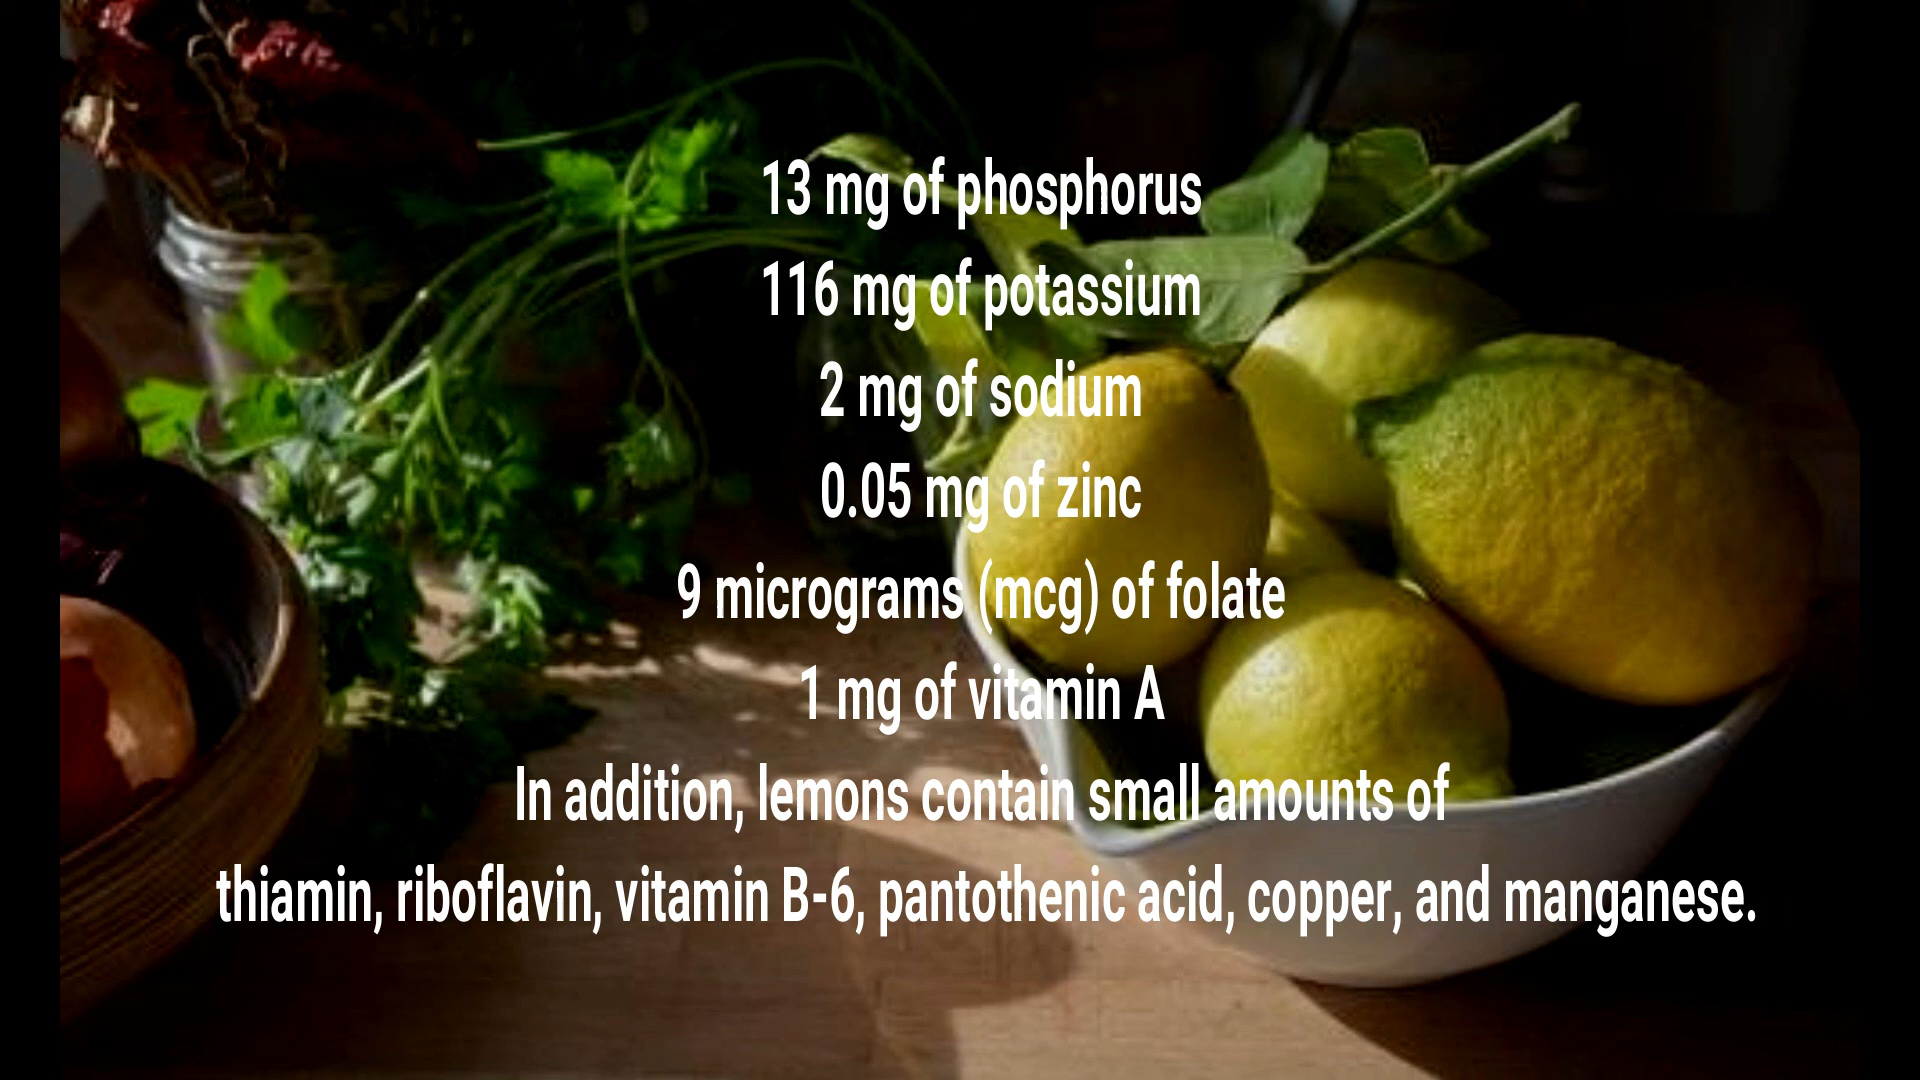 13 mg of phosphorus
116 mg of potassium
2 mg of sodium
0.05 mg of zinc
9 micrograms (mcg) of folate
1 mg of vitamin A
In addition, lemons contain small amounts of
thiamin, riboflavin, vitamin B-6, pantothenic acid, copper, and manganese.